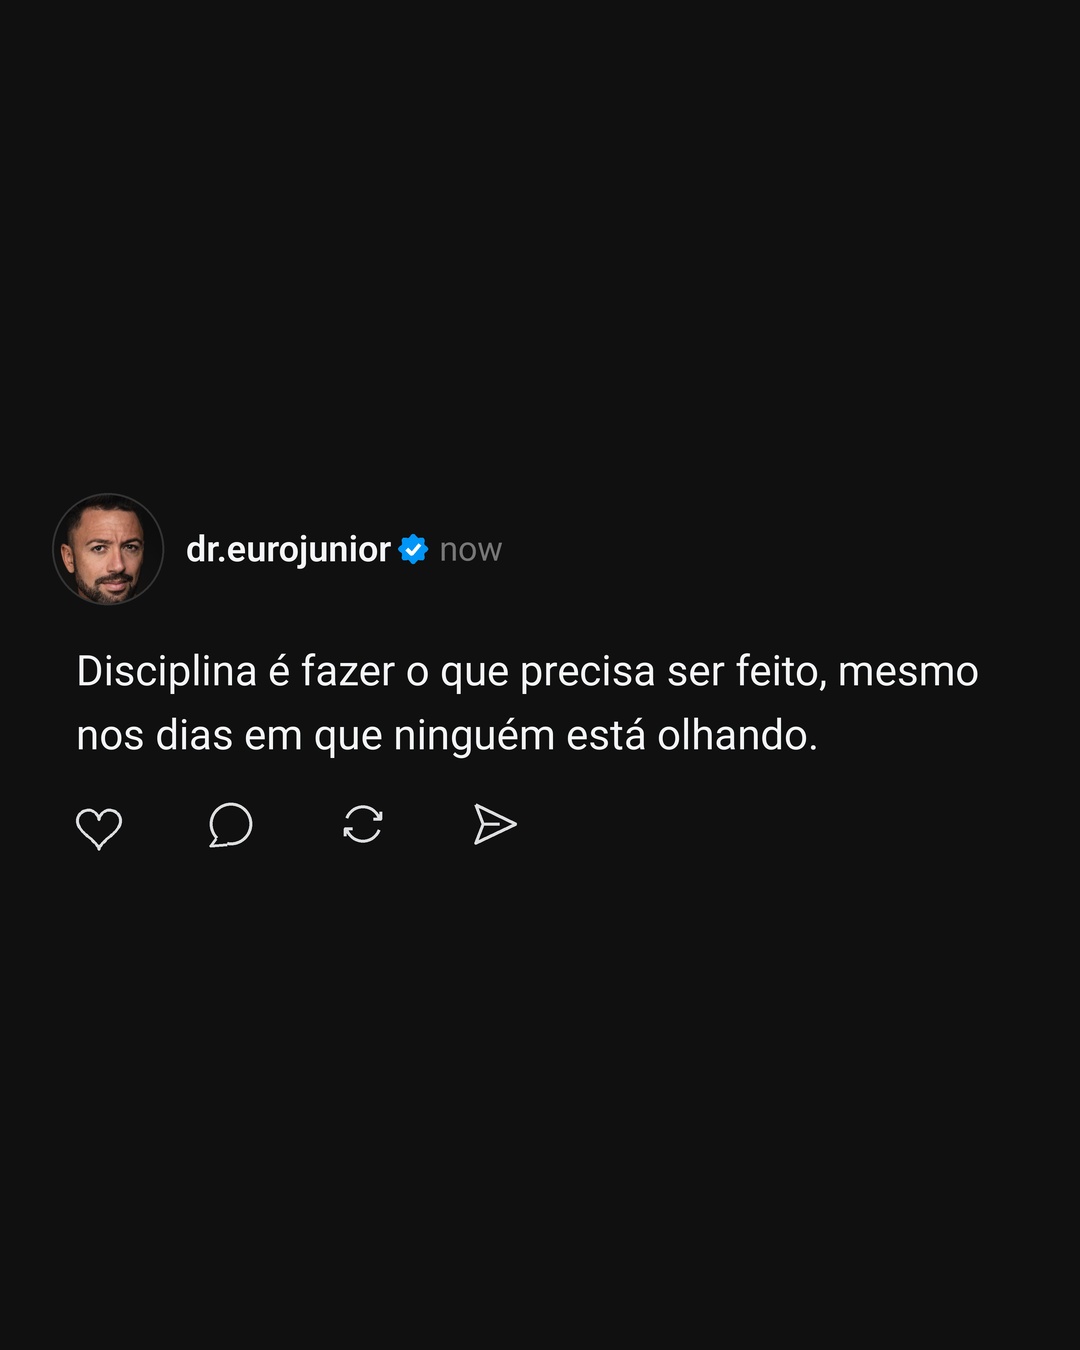 dr.eurojunior now
Disciplina é fazer o que precisa ser feito, mesmo
nos dias em que ninguém está olhando.